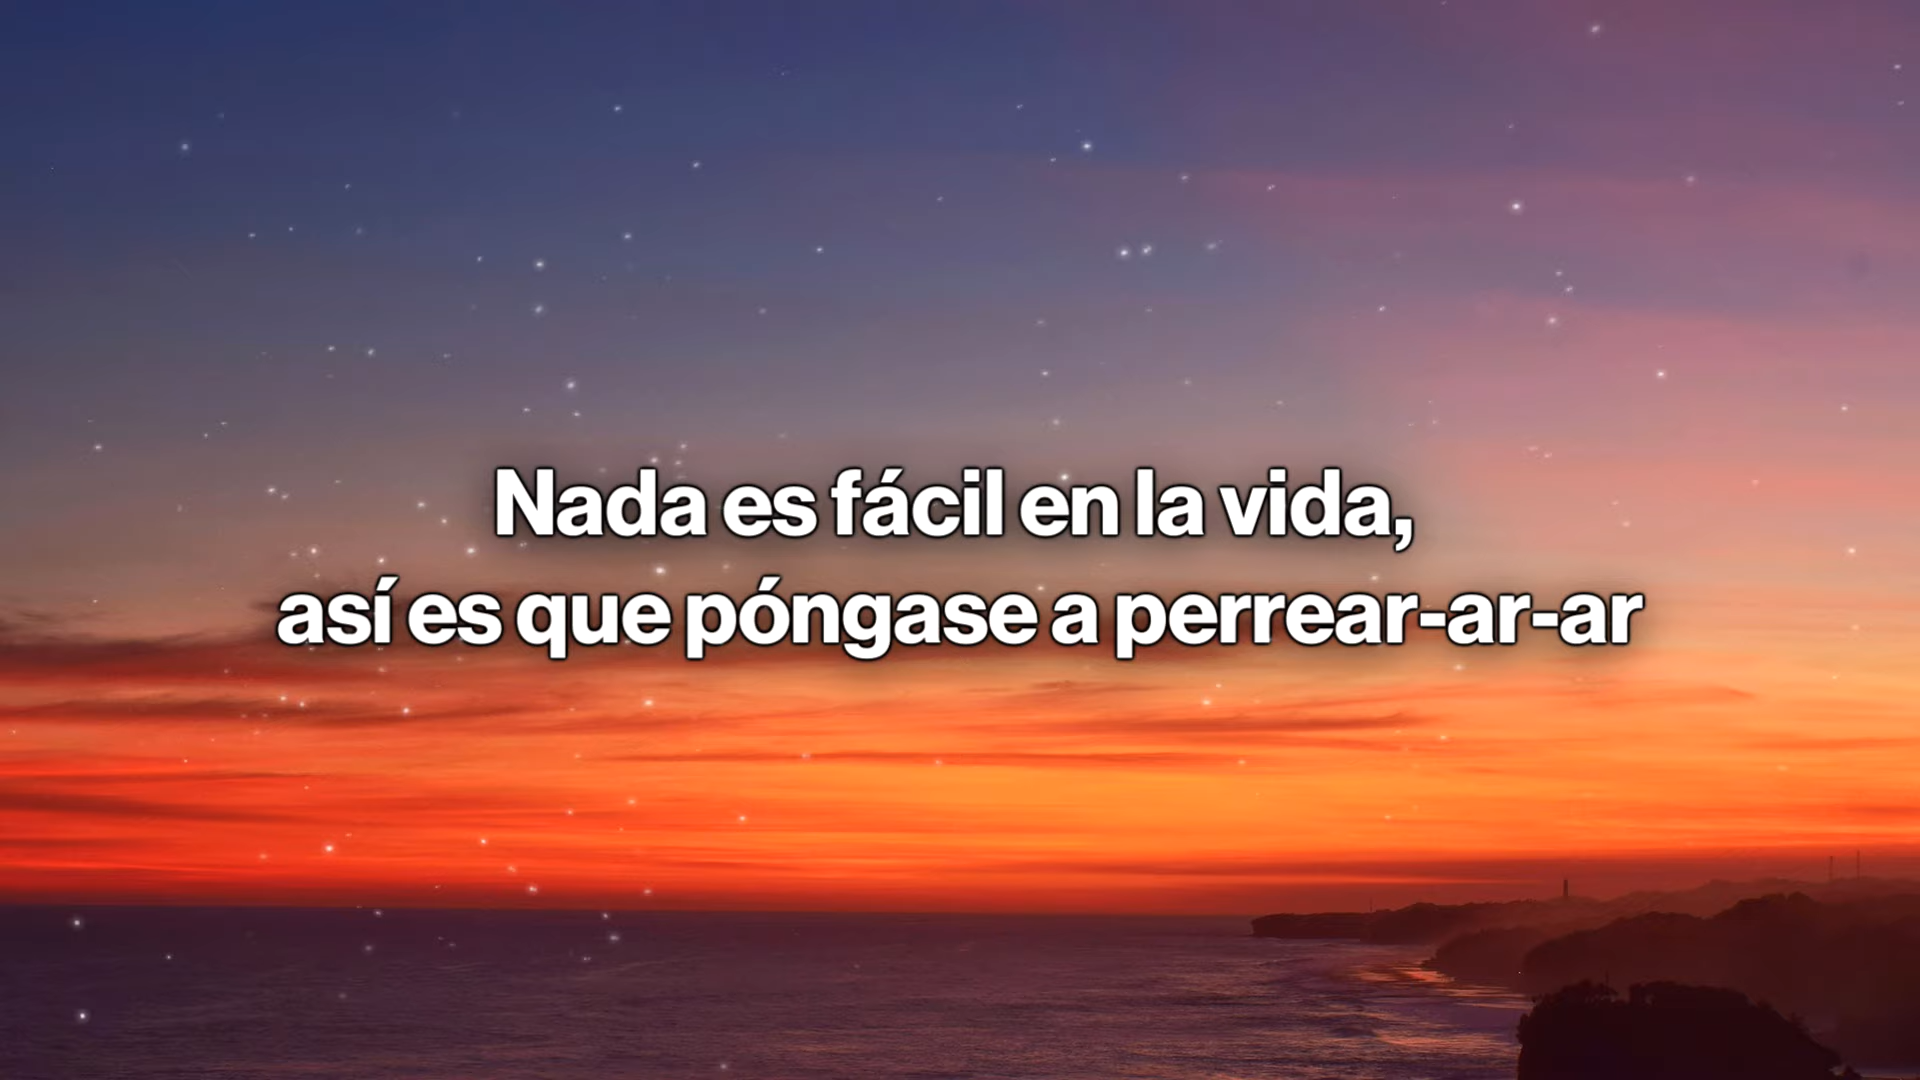 Nada es fácil en la vida,
así es que póngase a perrear-ar-ar